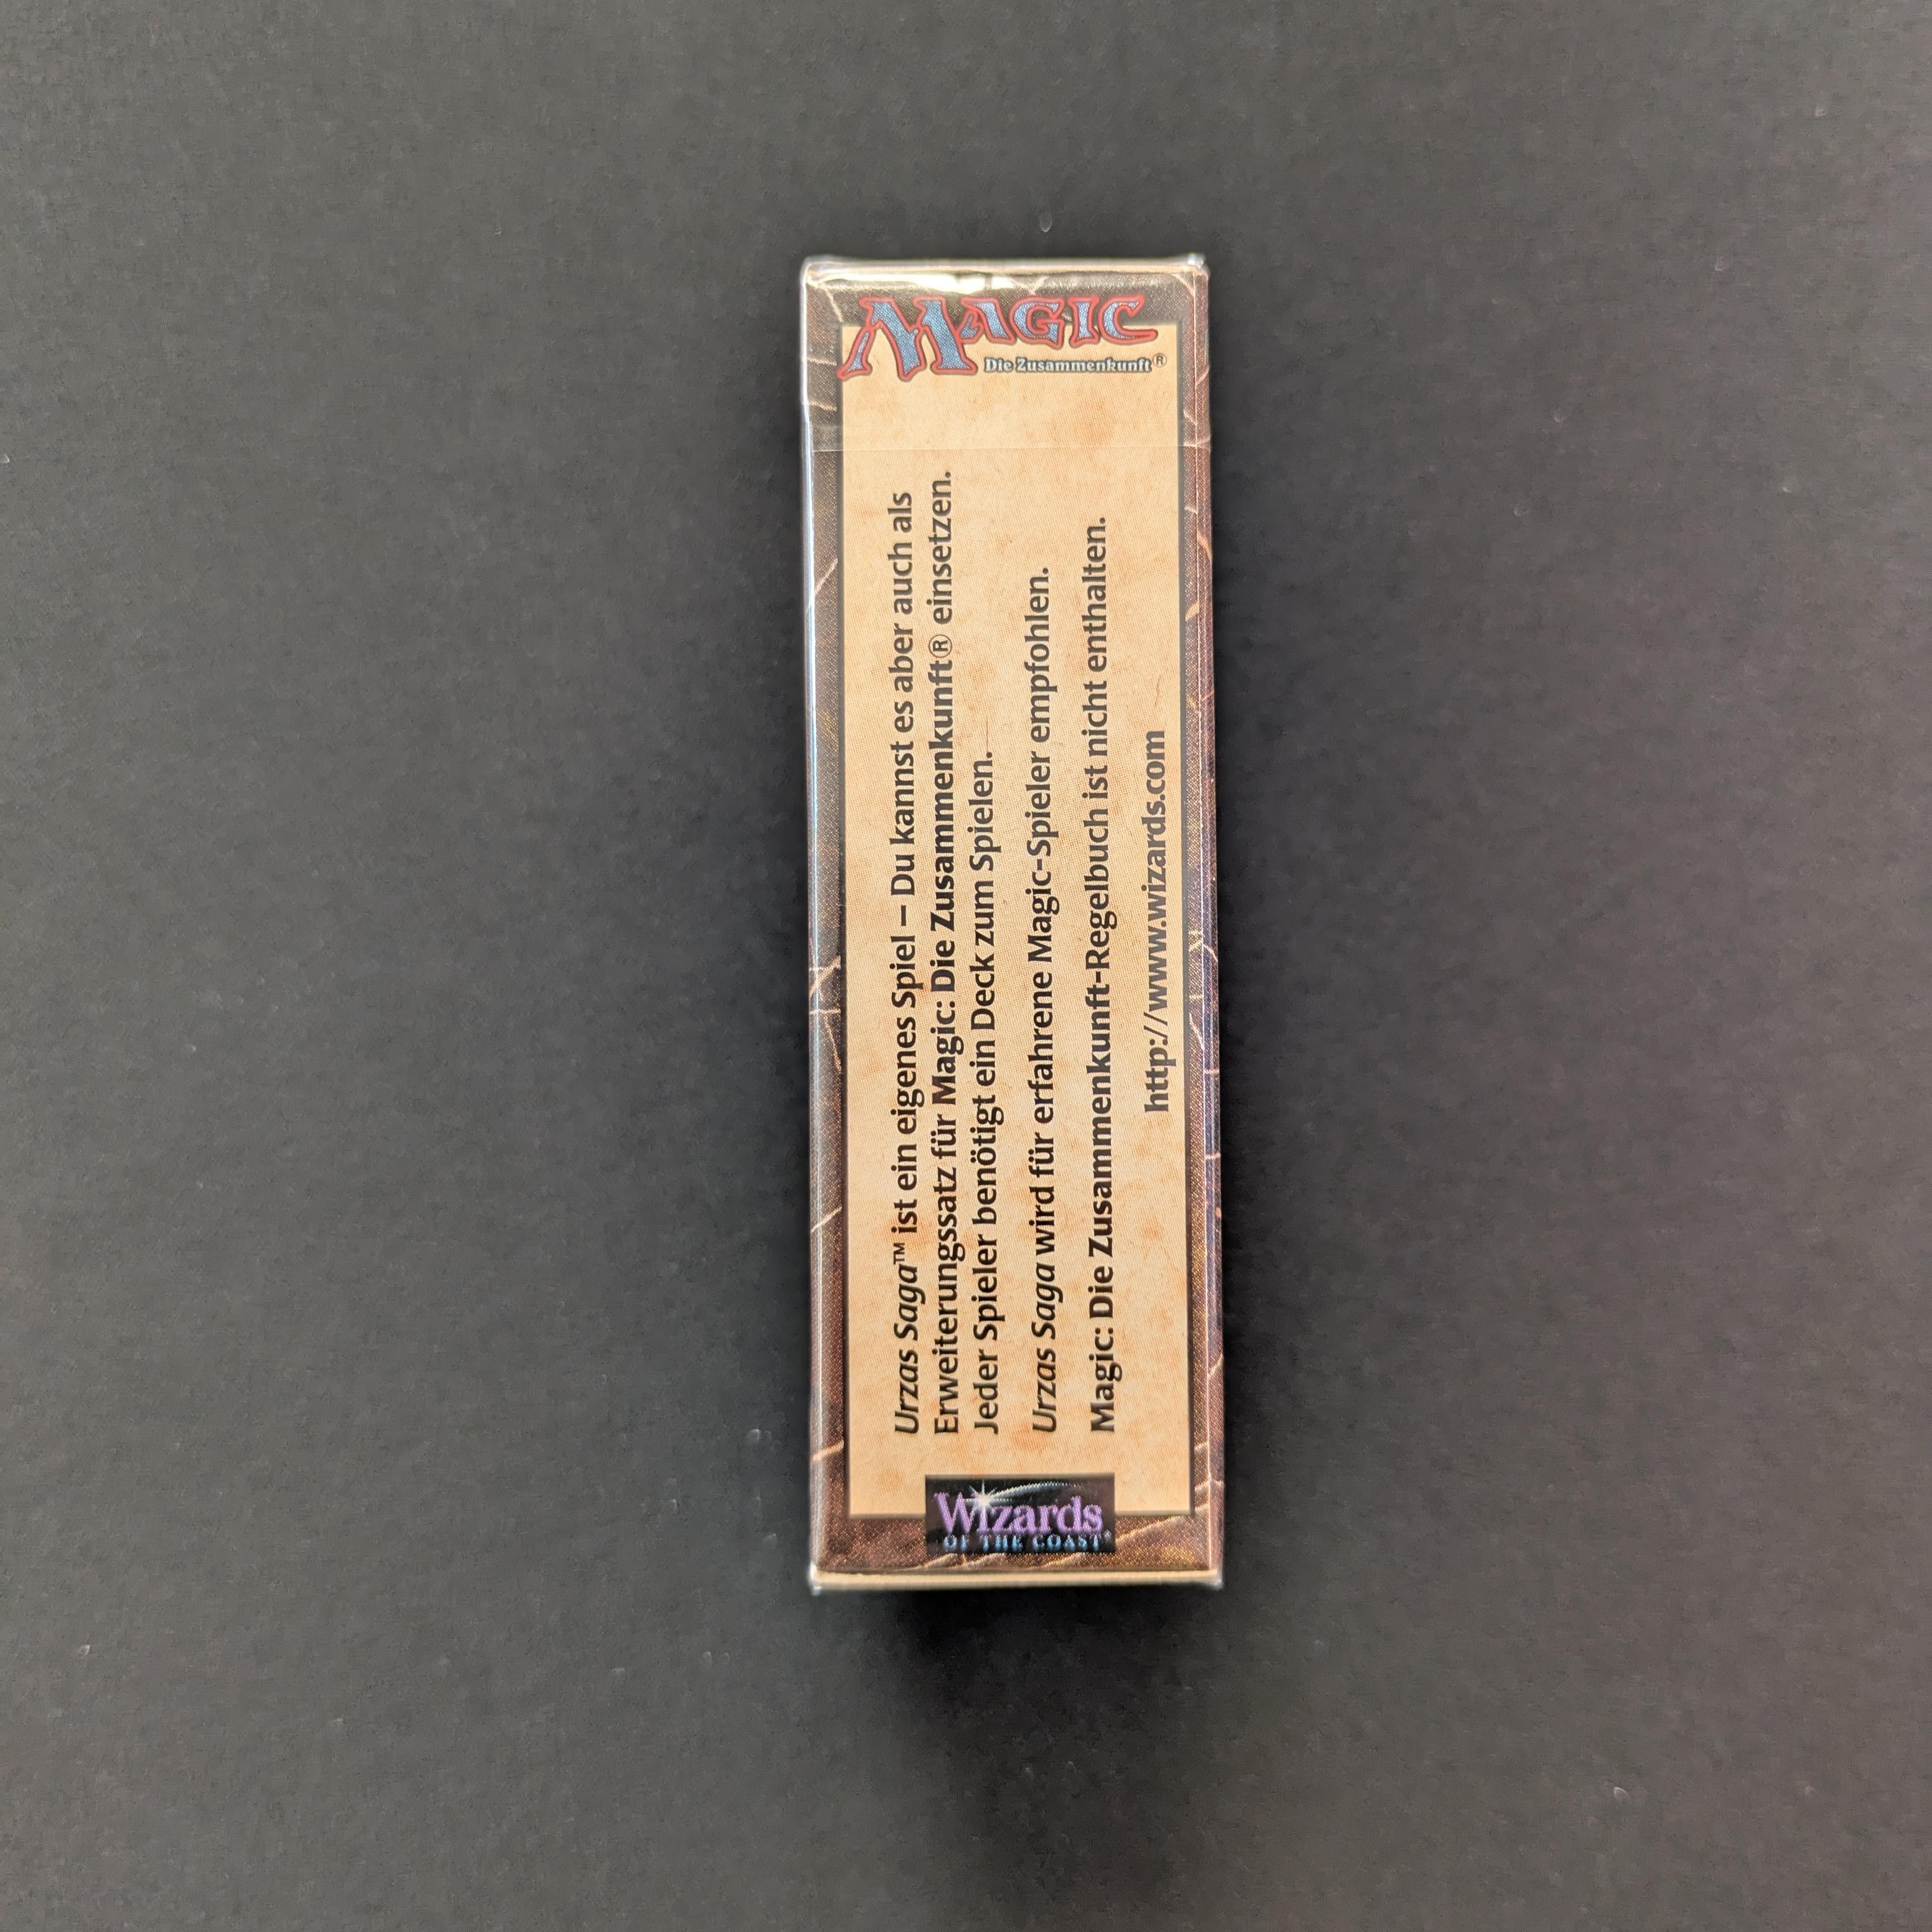 MAGIC
Die Zusammenkunft®
Urzas Saga™ ist ein eigenes Spiel – Du kannst es aber auch als
Erweiterungssatz für Magic: Die Zusammenkunft® einsetzen.
Jeder Spieler benötigt ein Deck zum Spielen.
Urzas Saga wird für erfahrene Magic-Spieler empfohlen.
Magic: Die Zusammenkunft-Regelbuch ist nicht enthalten.
http://www.wizards.com
Wizards
OF THE COAST®